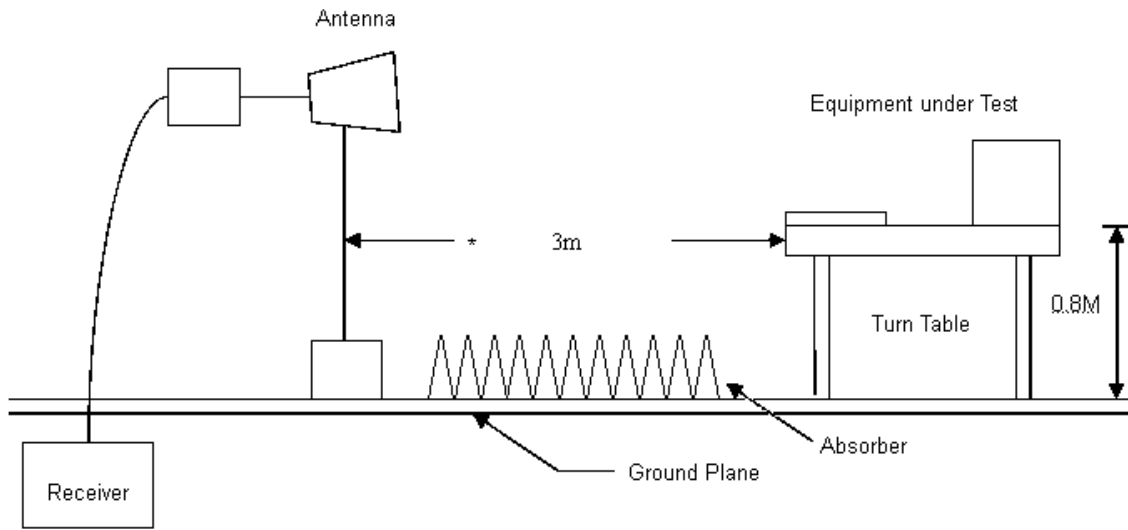 Antenna
Equipment under Test
* 3m
0.8M
Turn Table
Absorber
Ground Plane
Receiver